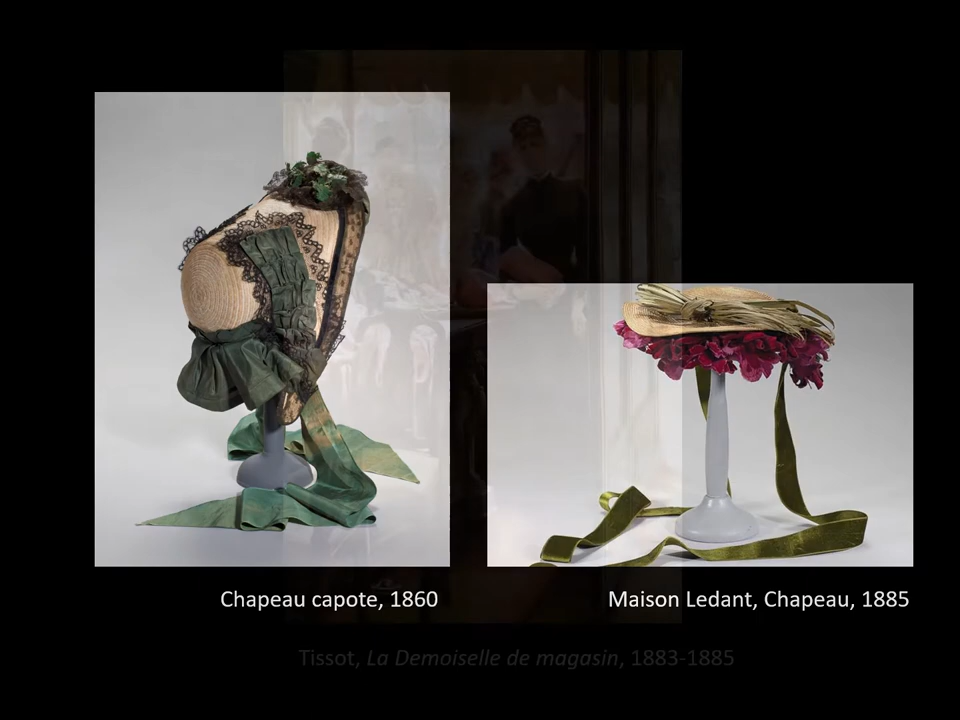 Chapeau capote, 1860
Maison Ledant, Chapeau, 1885
Tissot, La Demoiselle de magasin, 1883-1885